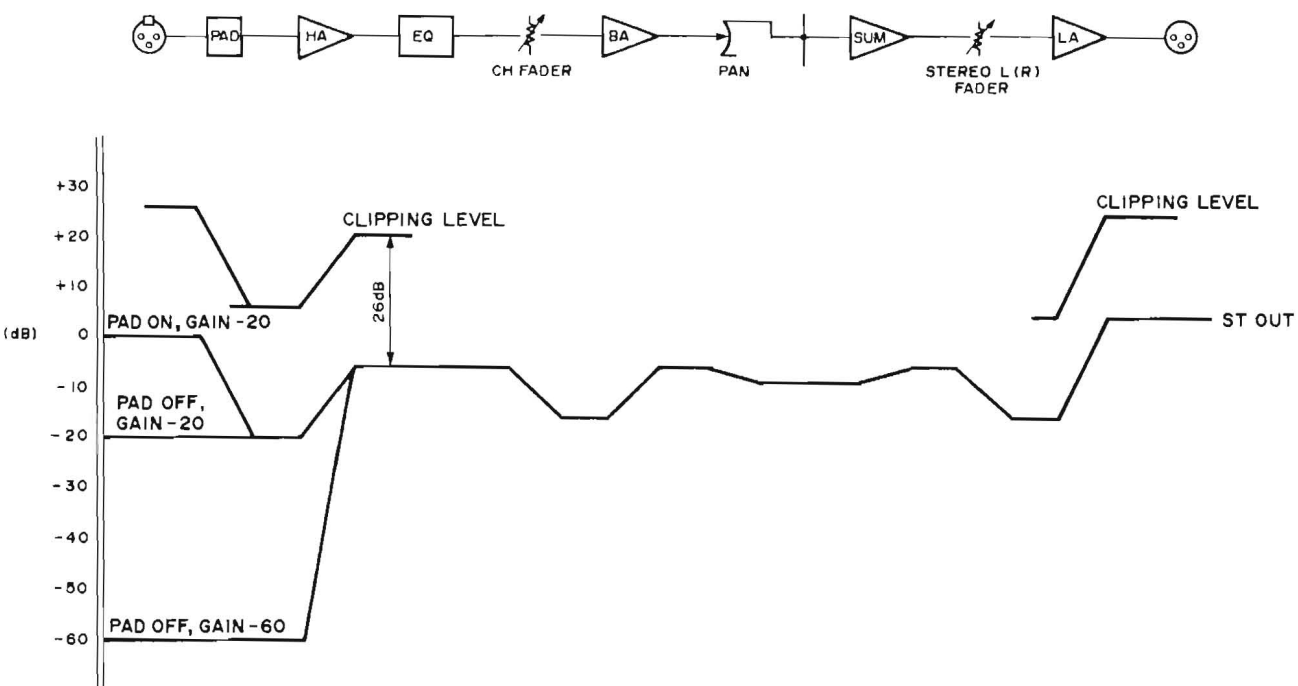 PAD
HA
EQ
CH FADER
BA
PAN
SUM
STEREO L(R)
FADER
LA
+30
+20
+10
(dB)
0
-10
-20
-30
-40
-50
-60
CLIPPING LEVEL
26dB
PAD ON, GAIN -20
PAD OFF,
GAIN -20
PAD OFF, GAIN -60
CLIPPING LEVEL
ST OUT